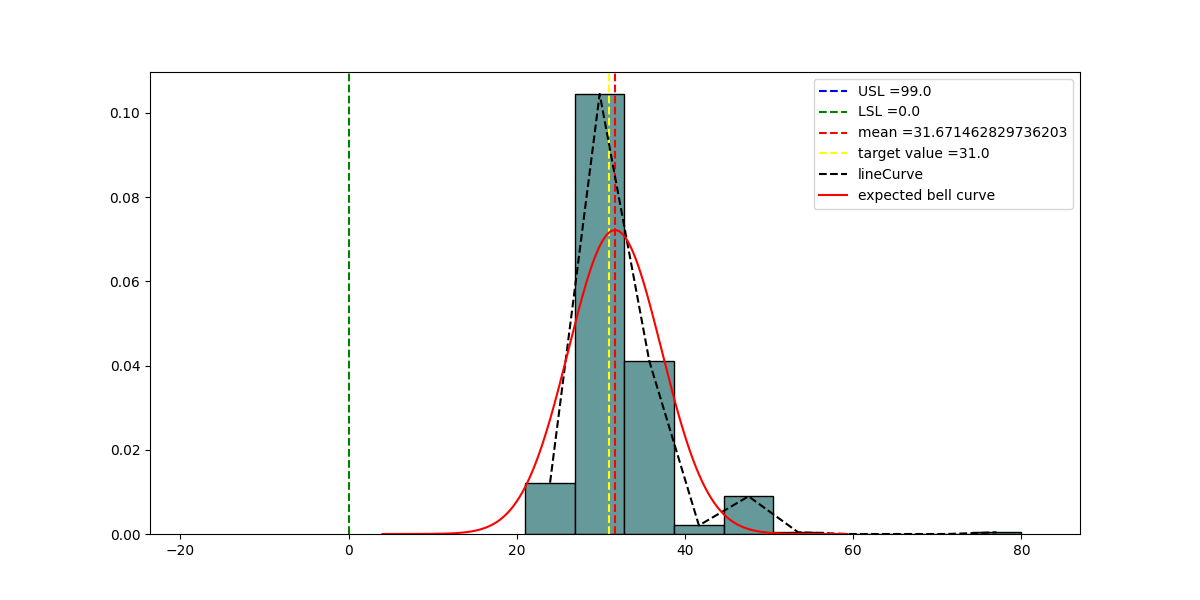 USL =99.0
LSL =0.0
mean =31.671462829736203
target value =31.0
lineCurve
expected bell curve
0.10
0.08
0.06
0.04
0.02
0.00
−20
0
20
40
60
80